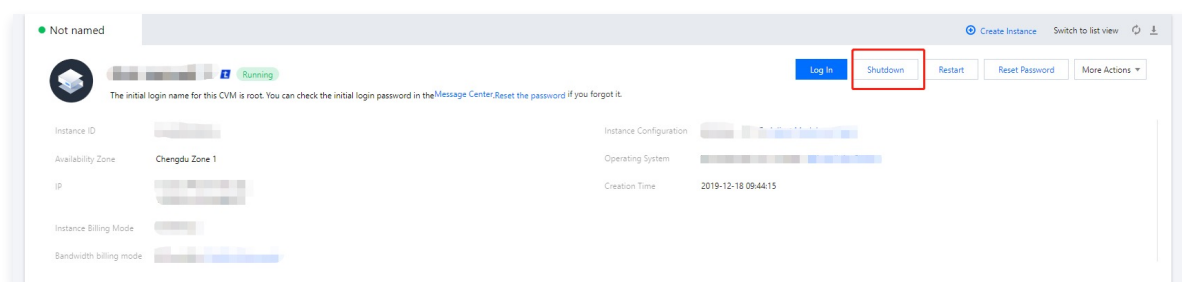 Not named
Create Instance Switch to list view
Running
Log In Shutdown Restart Reset Password More Actions
The initial login name for this CVM is root. You can check the initial login password in the Message Center.Reset the password if you forgot it.
Instance ID Instance Configuration
Availability Zone Chengdu Zone 1 Operating System
IP Creation Time 2019-12-18 09:44:15
Instance Billing Mode
Bandwidth billing mode